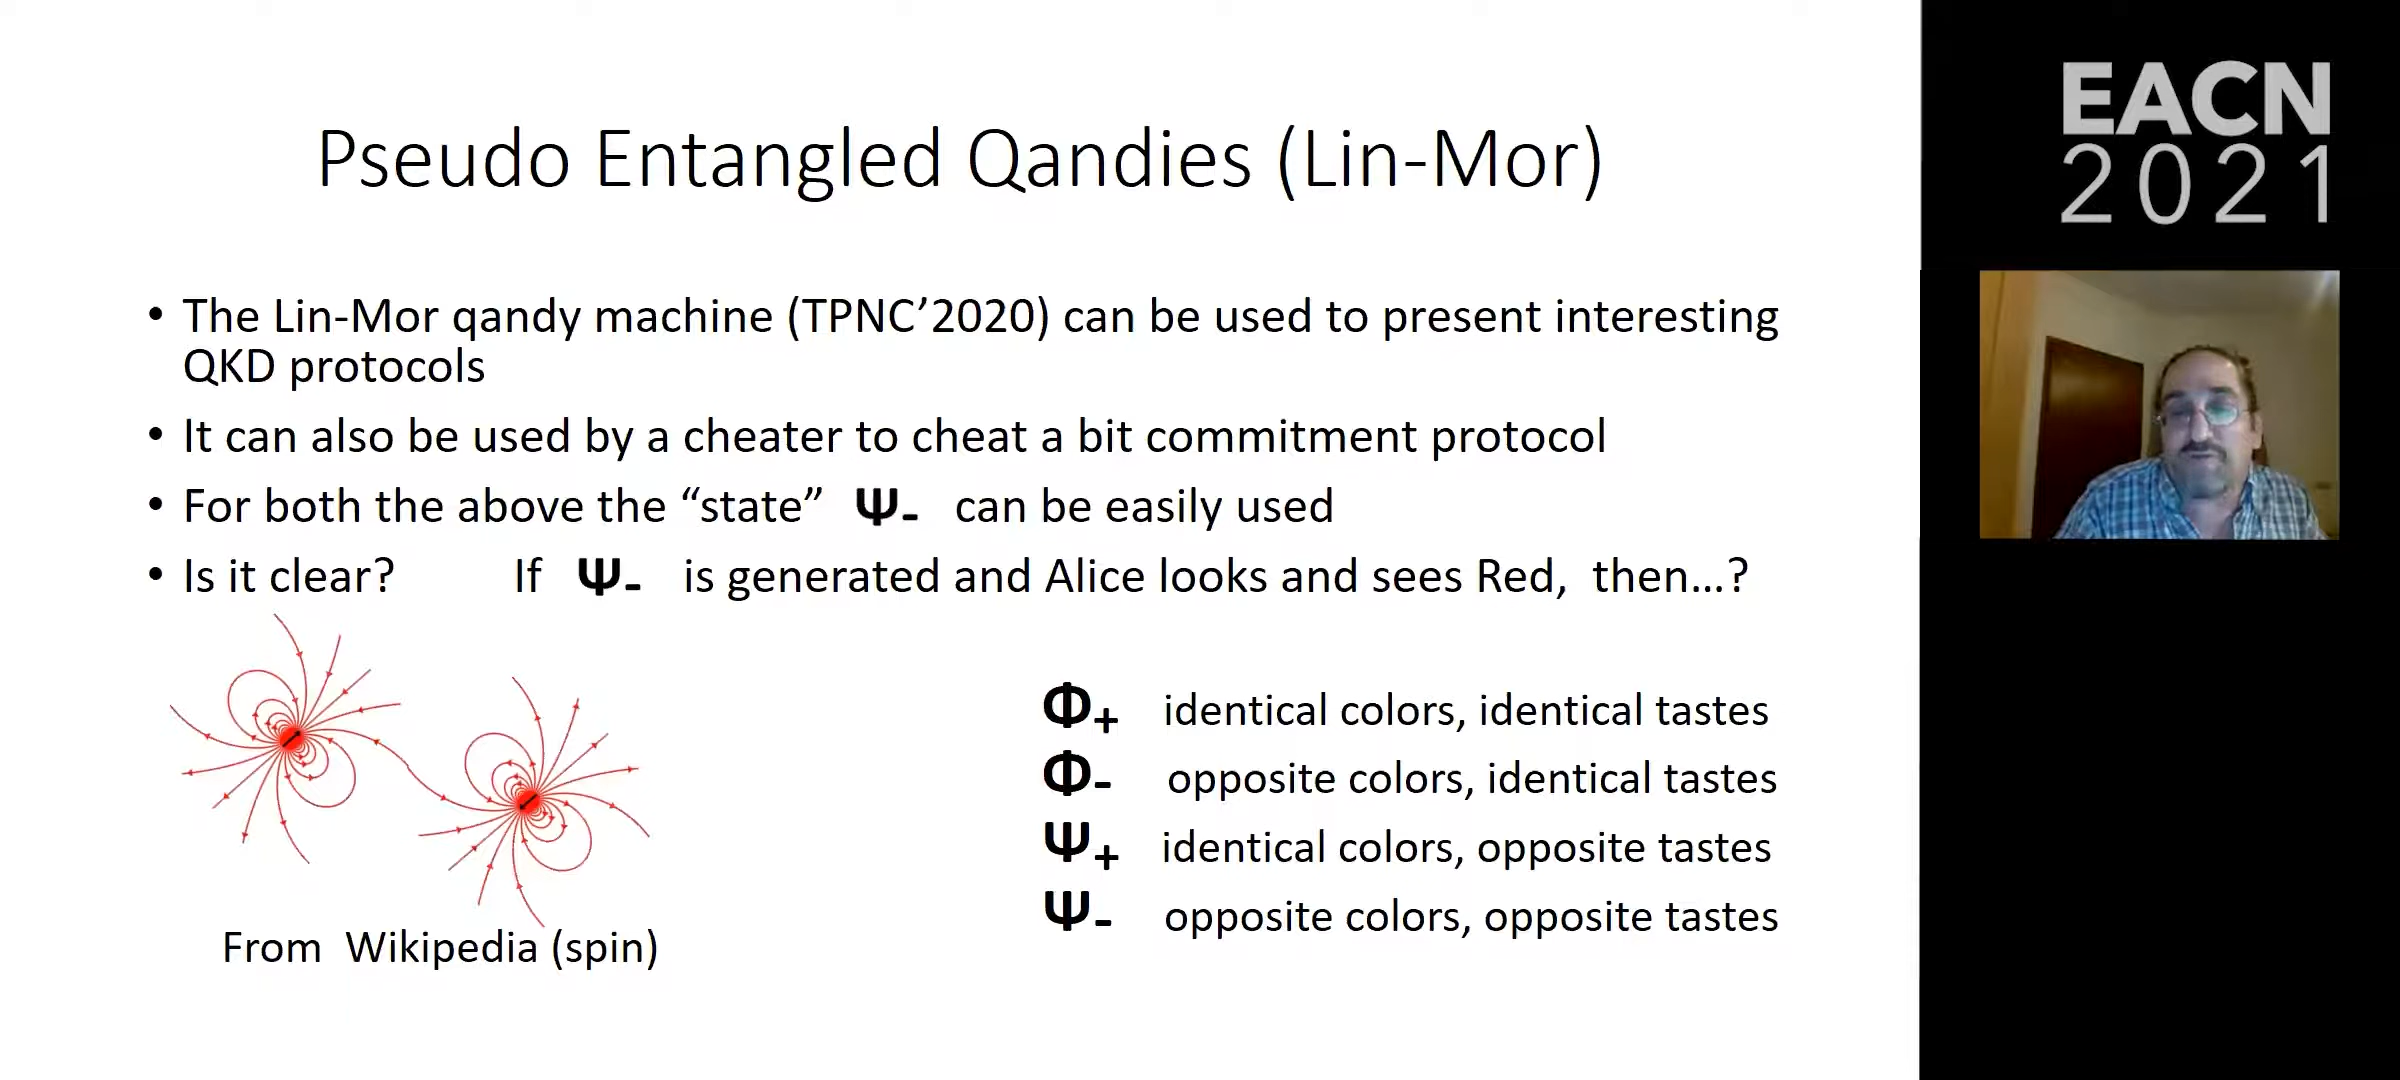 Pseudo Entangled Qandies (Lin-Mor)
• The Lin-Mor qandy machine (TPNC’2020) can be used to present interesting
QKD protocols
• It can also be used by a cheater to cheat a bit commitment protocol
• For both the above the “state” Ψ- can be easily used
• Is it clear? If Ψ- is generated and Alice looks and sees Red, then...?
Φ+ identical colors, identical tastes
Φ- opposite colors, identical tastes
Ψ+ identical colors, opposite tastes
Ψ- opposite colors, opposite tastes
From Wikipedia (spin)
EACN
2021